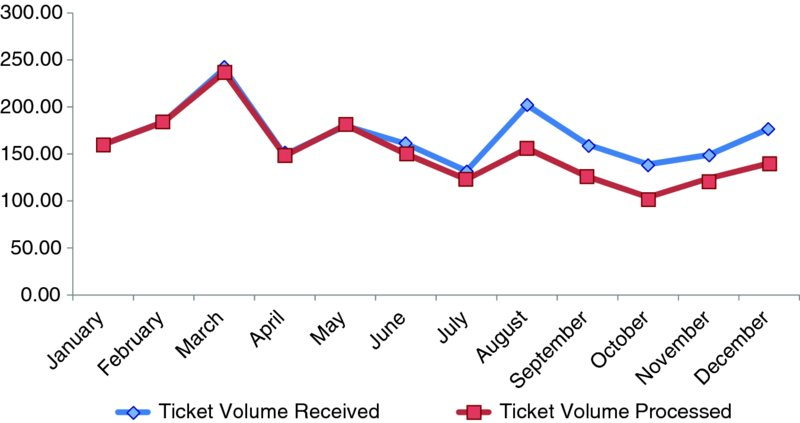 300.00
250.00
200.00
150.00
100.00
50.00
0.00
January
February
March
April
May
June
July
August
September
October
November
December
Ticket Volume Received
Ticket Volume Processed